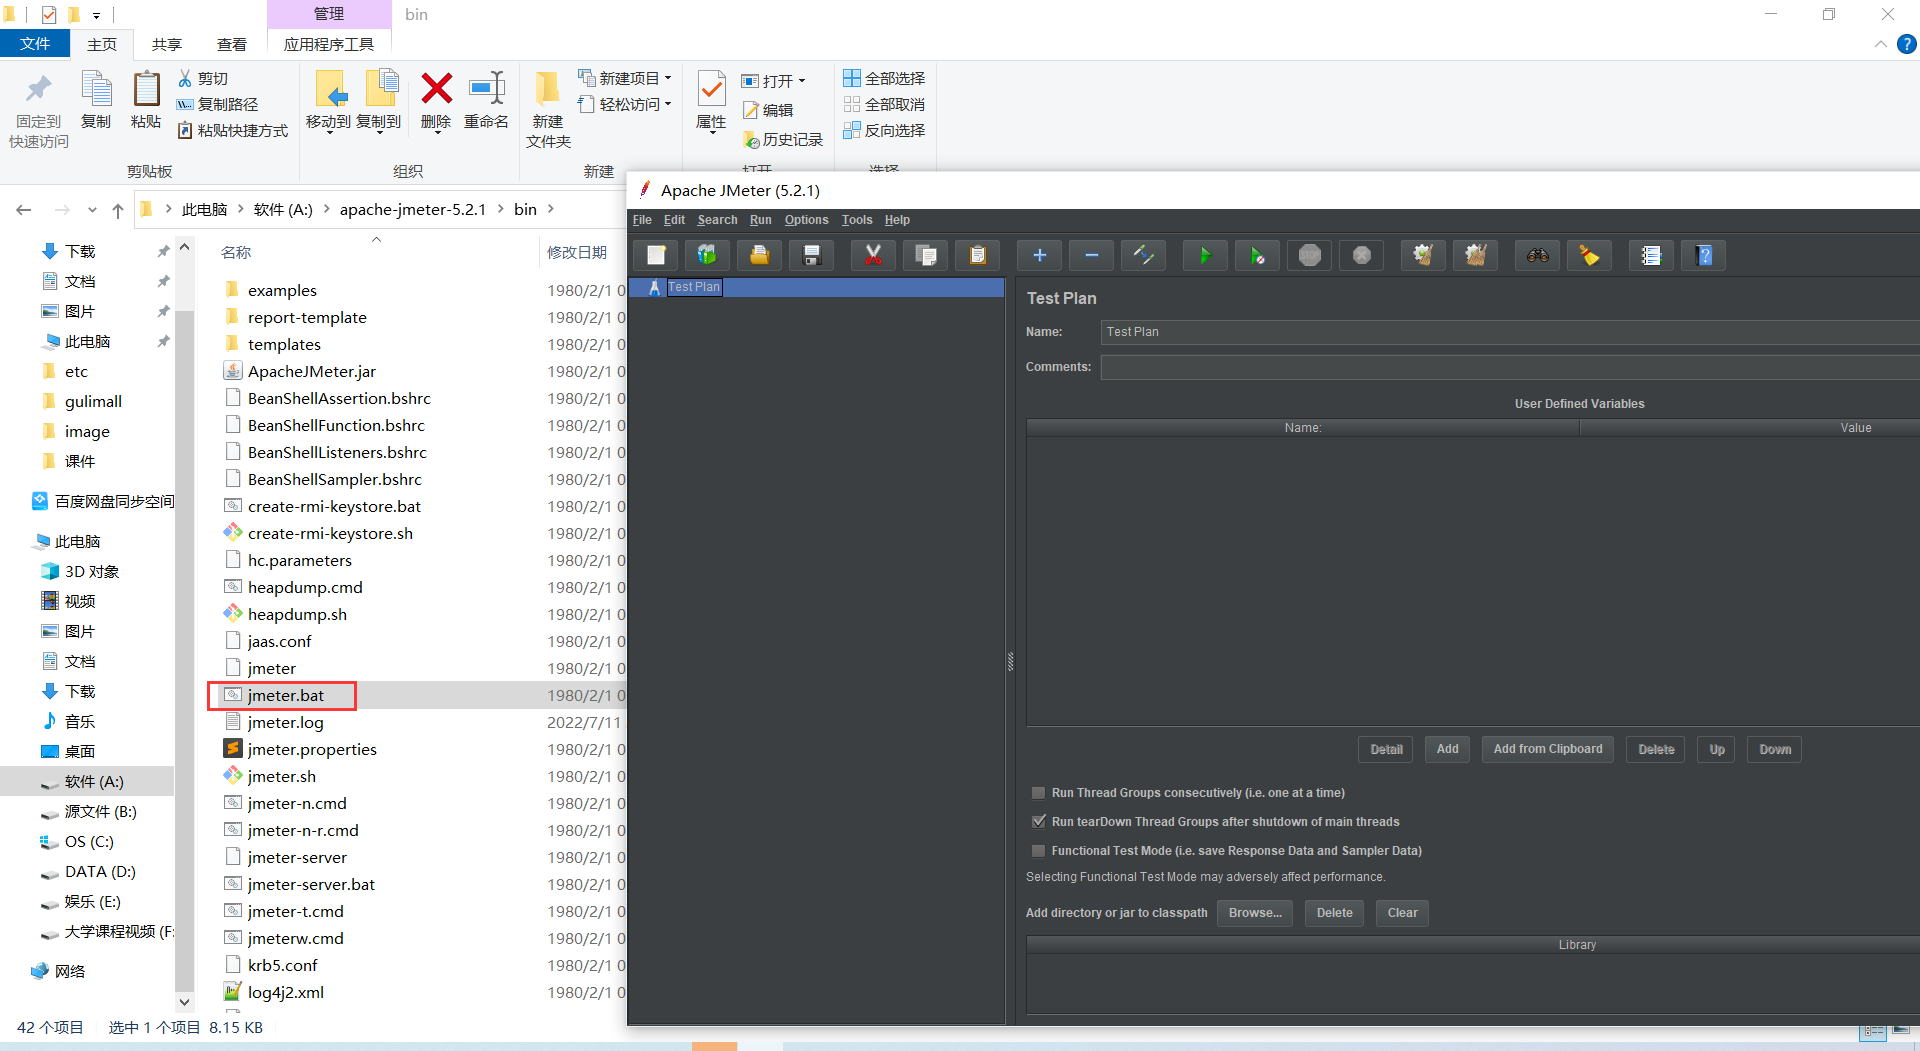 管理
bin
文件
主页
共享
查看
应用程序工具
固定到
快速访问
复制
粘贴
剪切
复制路径
粘贴快捷方式
剪贴板
移动到
复制到
删除
重命名
组织
新建
文件夹
新建项目
轻松访问
新建
属性
打开
编辑
历史记录
打开
全部选择
全部取消
反向选择
选择
此电脑
软件 (A:)
apache-jmeter-5.2.1
bin
下载
文档
图片
此电脑
etc
gulimall
image
课件
百度网盘同步空间
此电脑
3D 对象
视频
图片
文档
下载
音乐
桌面
软件 (A:)
源文件 (B:)
OS (C:)
DATA (D:)
娱乐 (E:)
大学课程视频 (F:
网络
名称
修改日期
examples 1980/2/1 0
report-template 1980/2/1 0
templates 1980/2/1 0
ApacheJMeter.jar 1980/2/1 0
BeanShellAssertion.bshrc 1980/2/1 0
BeanShellFunction.bshrc 1980/2/1 0
BeanShellListeners.bshrc 1980/2/1 0
BeanShellSampler.bshrc 1980/2/1 0
create-rmi-keystore.bat 1980/2/1 0
create-rmi-keystore.sh 1980/2/1 0
hc.parameters 1980/2/1 0
heapdump.cmd 1980/2/1 0
heapdump.sh 1980/2/1 0
jaas.conf 1980/2/1 0
jmeter 1980/2/1 0
jmeter.bat 1980/2/1 0
jmeter.log 2022/7/11
jmeter.properties 1980/2/1 0
jmeter.sh 1980/2/1 0
jmeter-n.cmd 1980/2/1 0
jmeter-n-r.cmd 1980/2/1 0
jmeter-server 1980/2/1 0
jmeter-server.bat 1980/2/1 0
jmeter-t.cmd 1980/2/1 0
jmeterw.cmd 1980/2/1 0
krb5.conf 1980/2/1 0
log4j2.xml 1980/2/1 0
42 个项目
选中 1 个项目 8.15 KB
Apache JMeter (5.2.1)
File Edit Search Run Options Tools Help
STOP
Test Plan
Test Plan
Name: Test Plan
Comments:
User Defined Variables
Name: Value
Detail Add Add from Clipboard Delete Up Down
Run Thread Groups consecutively (i.e. one at a time)
Run tearDown Thread Groups after shutdown of main threads
Functional Test Mode (i.e. save Response Data and Sampler Data)
Selecting Functional Test Mode may adversely affect performance.
Add directory or jar to classpath Browse... Delete Clear
Library